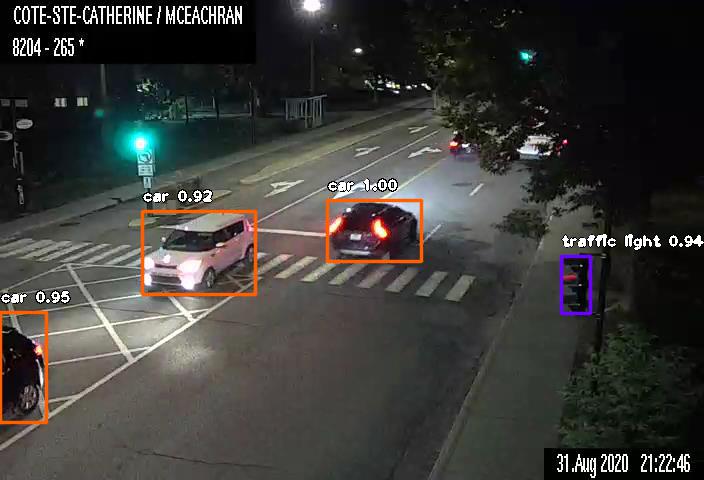 COTE-STE-CATHERINE / MCEACHRAN
8204 - 265 *
car 0.92
car 1.00
traffic light 0.94
car 0.95
31.Aug 2020 21:22:46